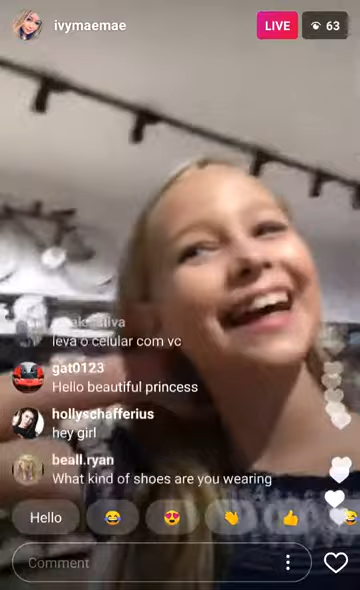 ivymaemae
LIVE
63
leva o celular com vc
gat0123
Hello beautiful princess
hollyschafferius
hey girl
beall.ryan
What kind of shoes are you wearing
Hello
Comment